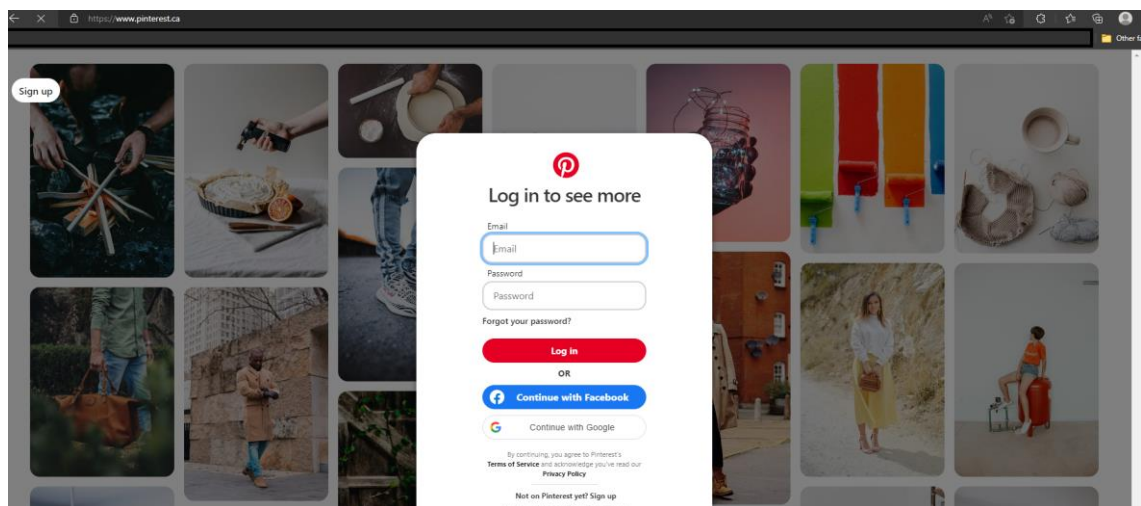 https://www.pinterest.ca
Other fa
Sign up
Log in to see more
Email
Email
Password
Password
Forgot your password?
Log in
OR
Continue with Facebook
Continue with Google
By continuing, you agree to Pinterest's
Terms of Service and acknowledge you've read our
Privacy Policy
Not on Pinterest yet? Sign up